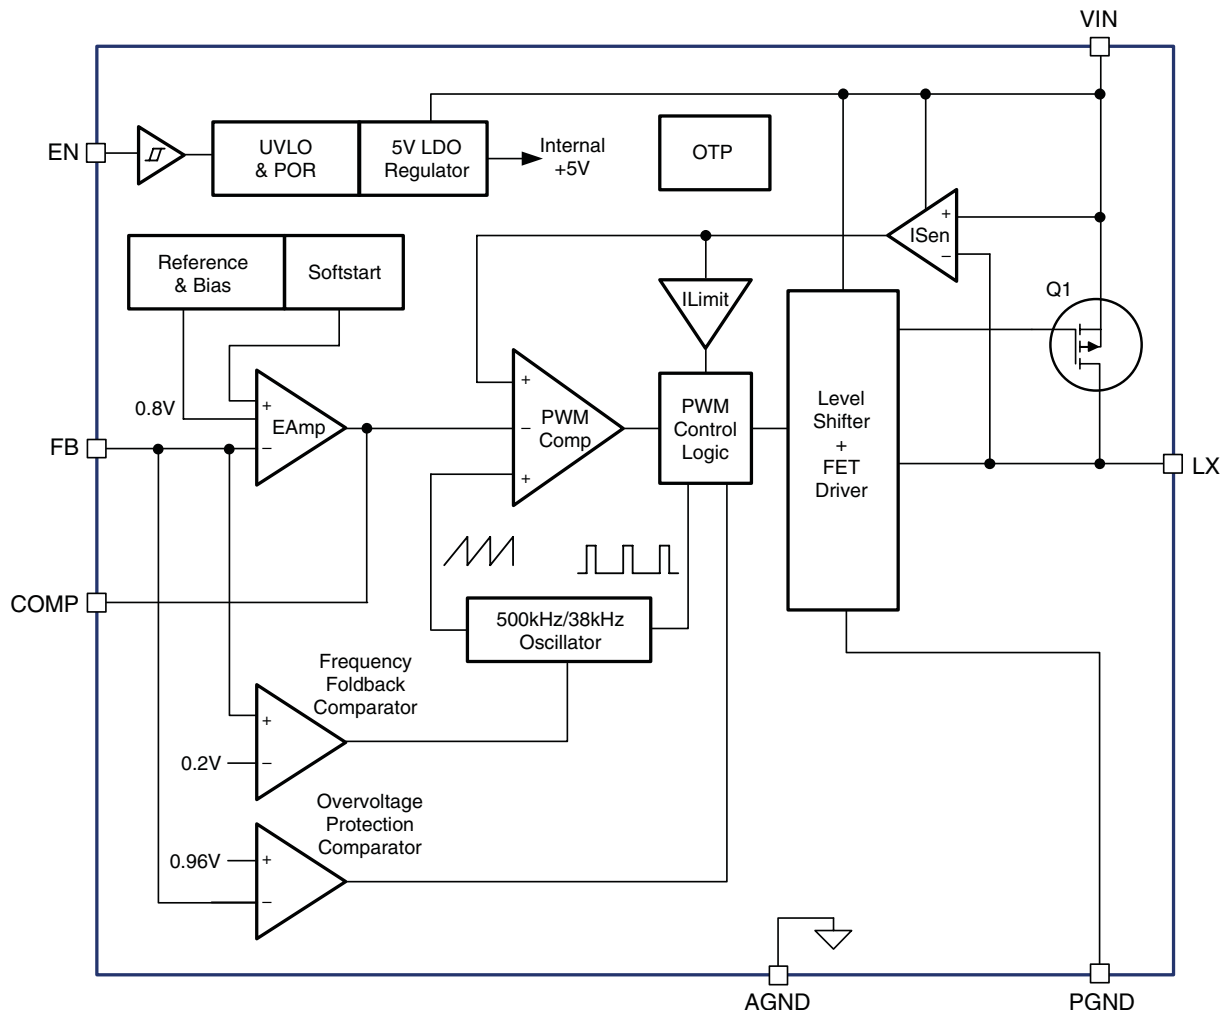 VIN
EN
UVLO
& POR
5V LDO
Regulator
Internal
+5V
OTP
+
ISen
−
Reference
& Bias
Softstart
ILimit
Q1
0.8V
+
EAmp
−
FB
+
PWM
−
Comp
+
PWM
Control
Logic
Level
Shifter
+
FET
Driver
LX
COMP
500kHz/38kHz
Oscillator
Frequency
Foldback
Comparator
+
0.2V
−
Overvoltage
Protection
Comparator
0.96V
+
−
AGND
PGND